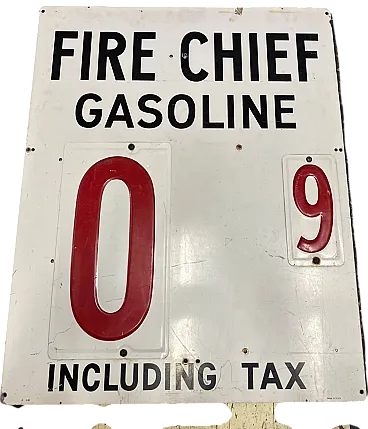 FIRE CHIEF
GASOLINE
0 9
INCLUDING TAX